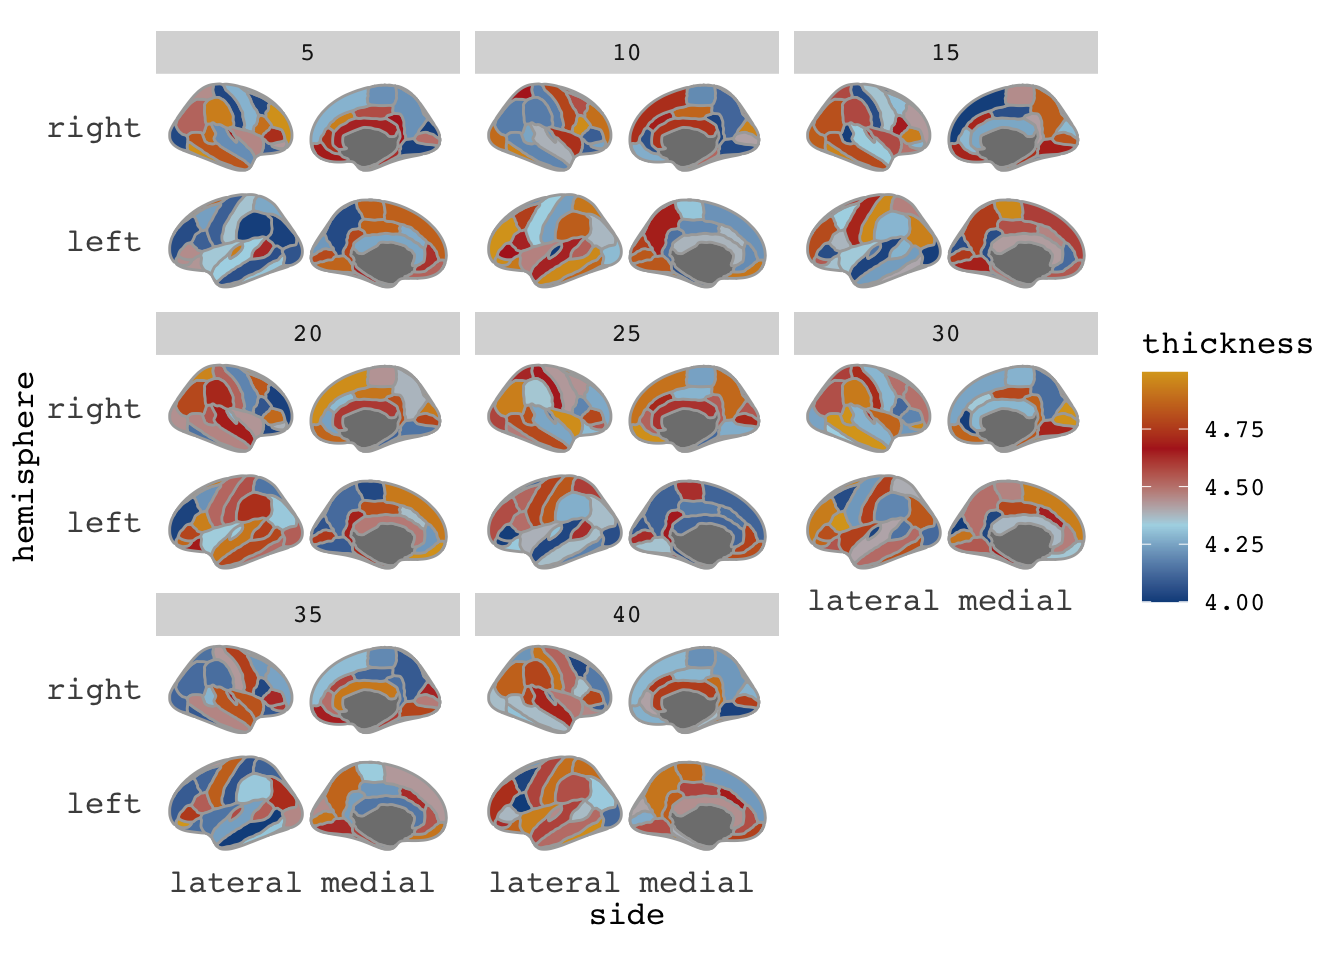 5 10 15
right
left
20 25 30
right
left
lateral medial
35 40
right
left
lateral medial lateral medial
side
hemisphere
thickness
4.75
4.50
4.25
4.00